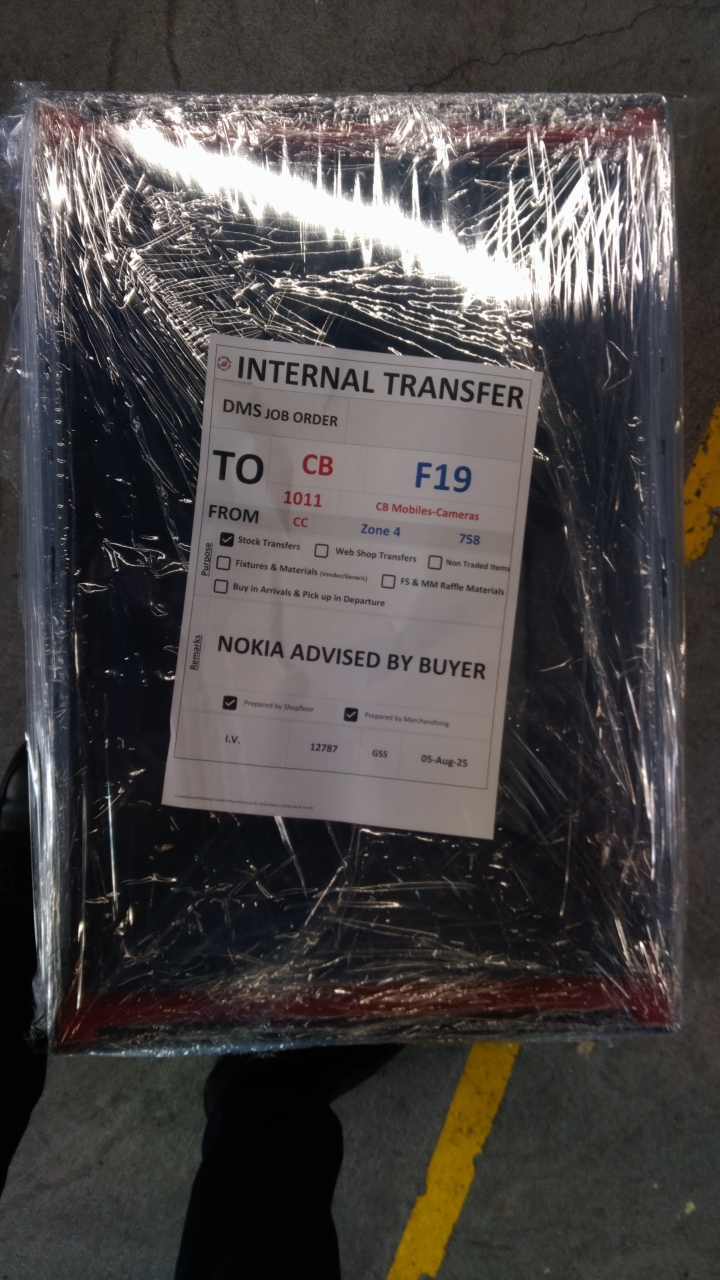 INTERNAL TRANSFER
DMS JOB ORDER
TO CB F19
1011 CB Mobiles-Cameras
FROM CC Zone 4 758
Purpose
Stock Transfers Web Shop Transfers Non Traded Items
Fixtures & Materials (Vendor/Generic) FS & MM Raffle Materials
Buy in Arrivals & Pick up in Departure
Remarks
NOKIA ADVISED BY BUYER
Prepared by Shopfloor Prepared by Merchandising
I.V. 12787 GSS 05-Aug-25